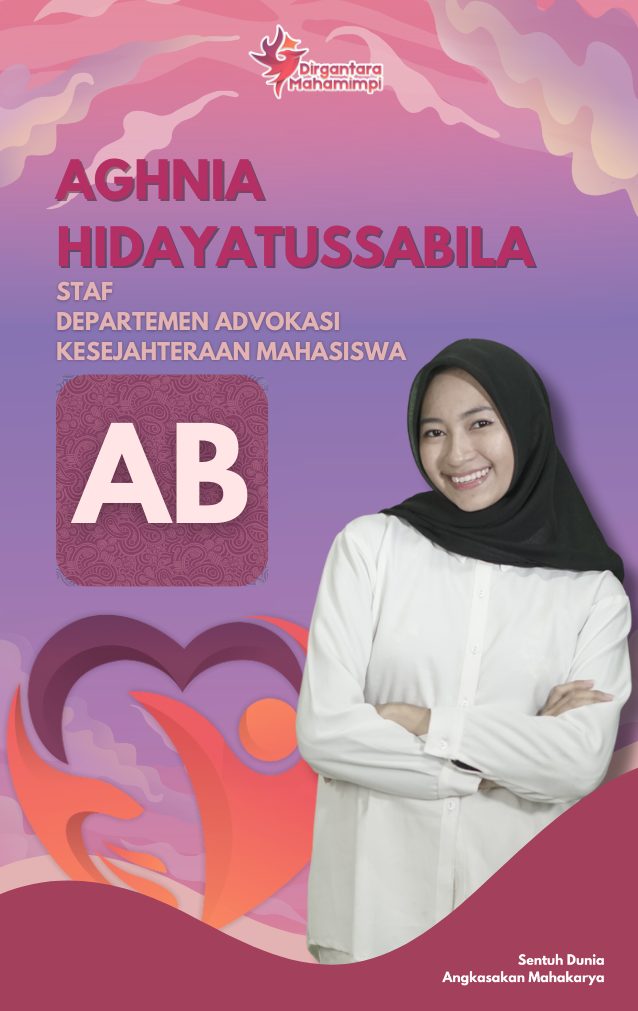 Dirgantara
Mahamimpi
AGHNIA
HIDAYATUSSABILA
STAF
DEPARTEMEN ADVOKASI
KESEJAHTERAAN MAHASISWA
AB
Sentuh Dunia
Angkasakan Mahakarya